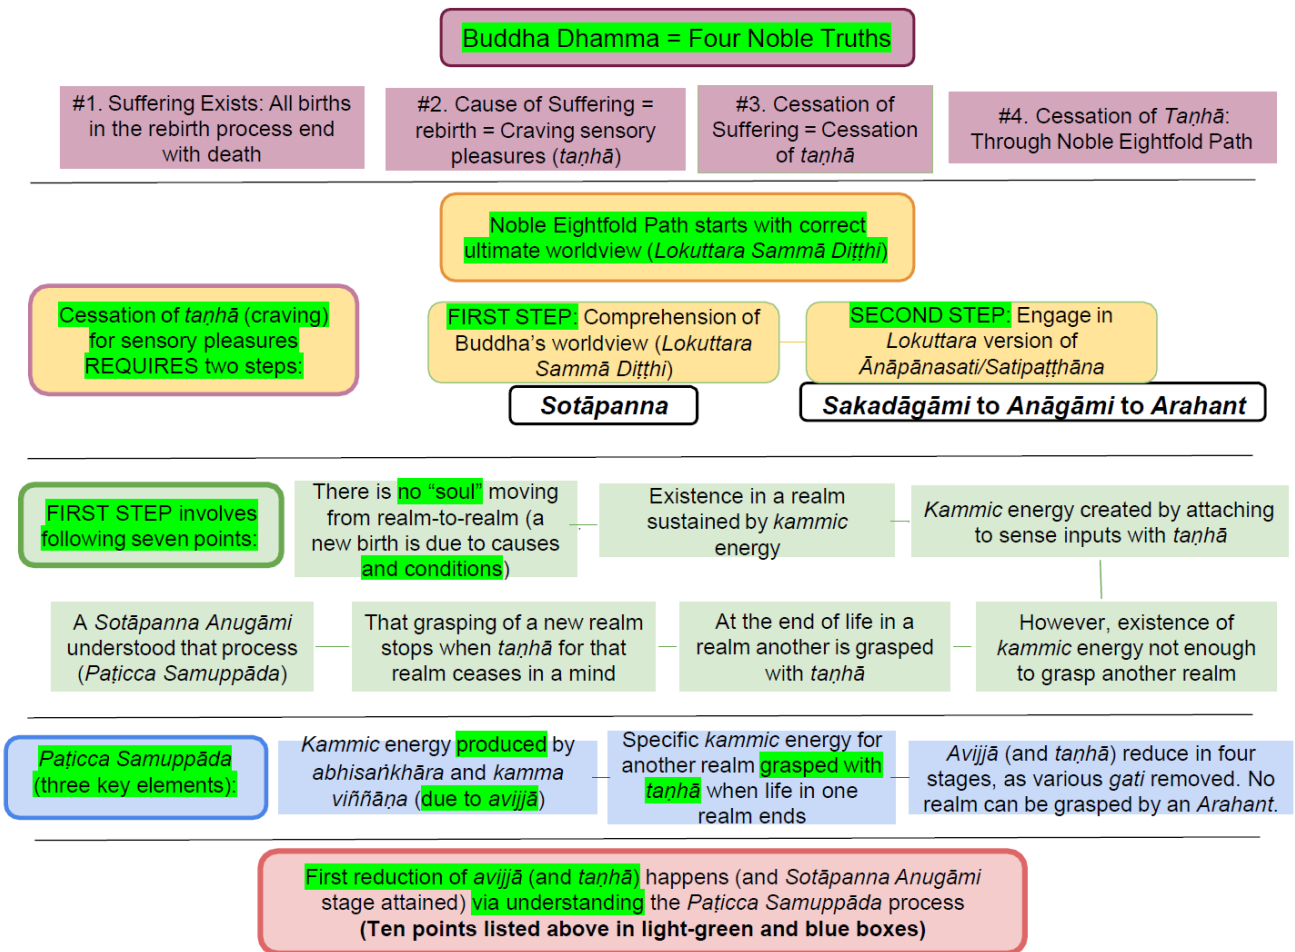 Buddha Dhamma = Four Noble Truths
#1. Suffering Exists: All births
in the rebirth process end
with death
#2. Cause of Suffering =
rebirth = Craving sensory
pleasures (taṇhā)
#3. Cessation of
Suffering = Cessation
of taṇhā
#4. Cessation of Taṇhā:
Through Noble Eightfold Path
Noble Eightfold Path starts with correct
ultimate worldview (Lokuttara Sammā Diṭṭhi)
Cessation of taṇhā (craving)
for sensory pleasures
REQUIRES two steps:
FIRST STEP: Comprehension of
Buddha’s worldview (Lokuttara
Sammā Diṭṭhi)
Sotāpanna
SECOND STEP: Engage in
Lokuttara version of
Ānāpānasati/Satipaṭṭhāna
Sakadāgāmi to Anāgāmi to Arahant
FIRST STEP involves
following seven points:
There is no “soul” moving
from realm-to-realm (a
new birth is due to causes
and conditions)
Existence in a realm
sustained by kammic
energy
Kammic energy created by attaching
to sense inputs with taṇhā
However, existence of
kammic energy not enough
to grasp another realm
At the end of life in a
realm another is grasped
with taṇhā
That grasping of a new realm
stops when taṇhā for that
realm ceases in a mind
A Sotāpanna Anugāmi
understood that process
(Paṭicca Samuppāda)
Paṭicca Samuppāda
(three key elements):
Kammic energy produced by
abhisaṅkhāra and kamma
viññāṇa (due to avijjā)
Specific kammic energy for
another realm grasped with
taṇhā when life in one
realm ends
Avijjā (and taṇhā) reduce in four
stages, as various gati removed. No
realm can be grasped by an Arahant.
First reduction of avijjā (and taṇhā) happens (and Sotāpanna Anugāmi
stage attained) via understanding the Paṭicca Samuppāda process
(Ten points listed above in light-green and blue boxes)